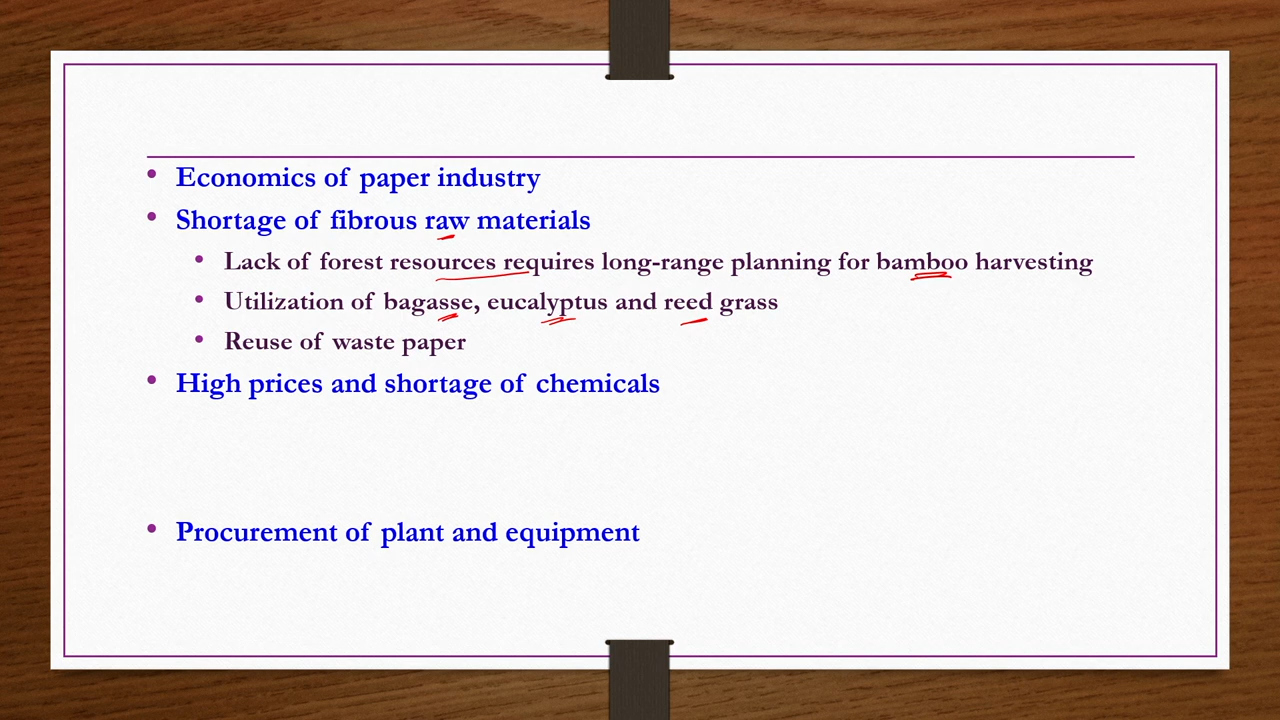 Economics of paper industry
Shortage of fibrous raw materials
Lack of forest resources requires long-range planning for bamboo harvesting
Utilization of bagasse, eucalyptus and reed grass
Reuse of waste paper
High prices and shortage of chemicals
Procurement of plant and equipment